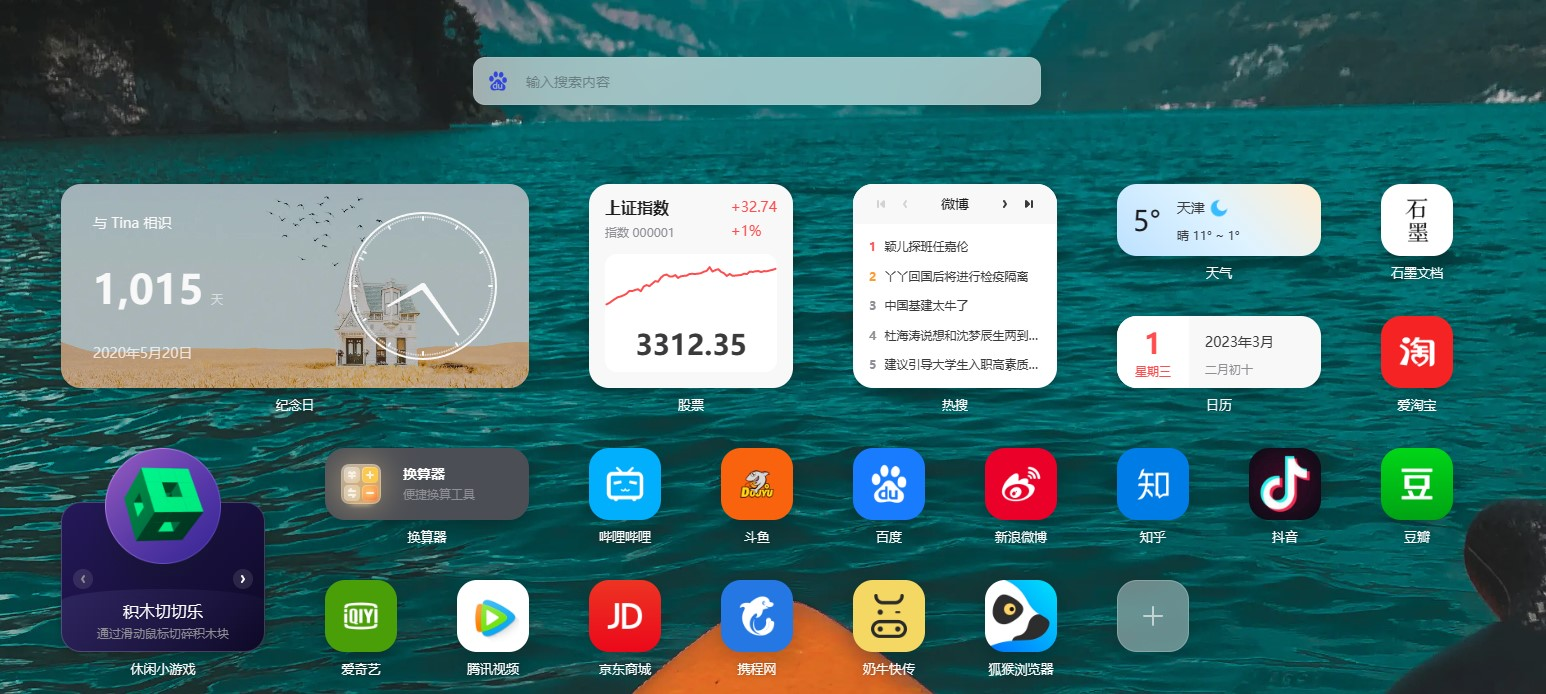 du 输入搜索内容
与 Tina 相识
1,015 天
2020年5月20日
纪念日
上证指数 +32.74
指数 000001 +1%
3312.35
股票
微博
1 颖儿探班任嘉伦
2 丫丫回国后将进行检疫隔离
3 中国基建太牛了
4 杜海涛说想和沈梦辰生两到...
5 建议引导大学生入职高素质...
热搜
5° 天津
晴 11° ~ 1°
天气
石墨
石墨文档
1 2023年3月
星期三 二月初十
日历
淘
爱淘宝
积木切切乐
通过滑动鼠标切碎积木块
休闲小游戏
换算器
便捷换算工具
换算器
哔哩哔哩
DOUYU
斗鱼
du
百度
新浪微博
知
知乎
抖音
豆
豆瓣
iQIYI
爱奇艺
腾讯视频
JD
京东商城
携程网
奶牛快传
狐猴浏览器